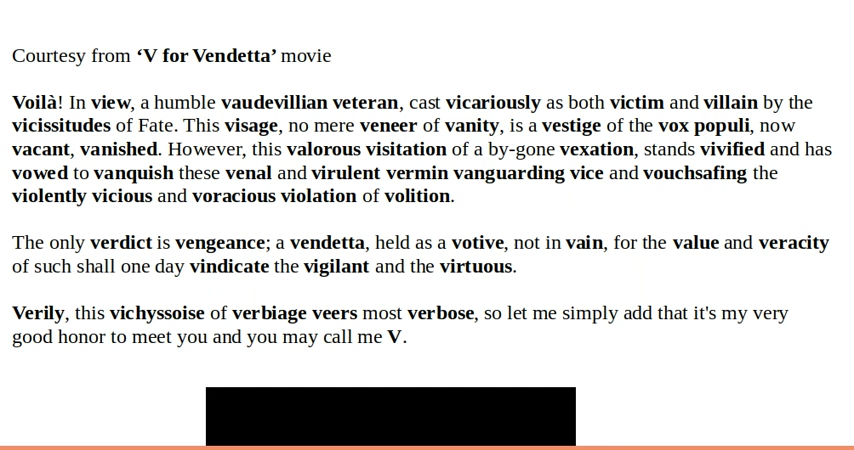 Courtesy from ‘V for Vendetta’ movie
Voilà! In view, a humble vaudevillian veteran, cast vicariously as both victim and villain by the
vicissitudes of Fate. This visage, no mere veneer of vanity, is a vestige of the vox populi, now
vacant, vanished. However, this valorous visitation of a by-gone vexation, stands vivified and has
vowed to vanquish these venal and virulent vermin vanguarding vice and vouchsafing the
violently vicious and voracious violation of volition.
The only verdict is vengeance; a vendetta, held as a votive, not in vain, for the value and veracity
of such shall one day vindicate the vigilant and the virtuous.
Verily, this vichyssoise of verbiage veers most verbose, so let me simply add that it's my very
good honor to meet you and you may call me V.